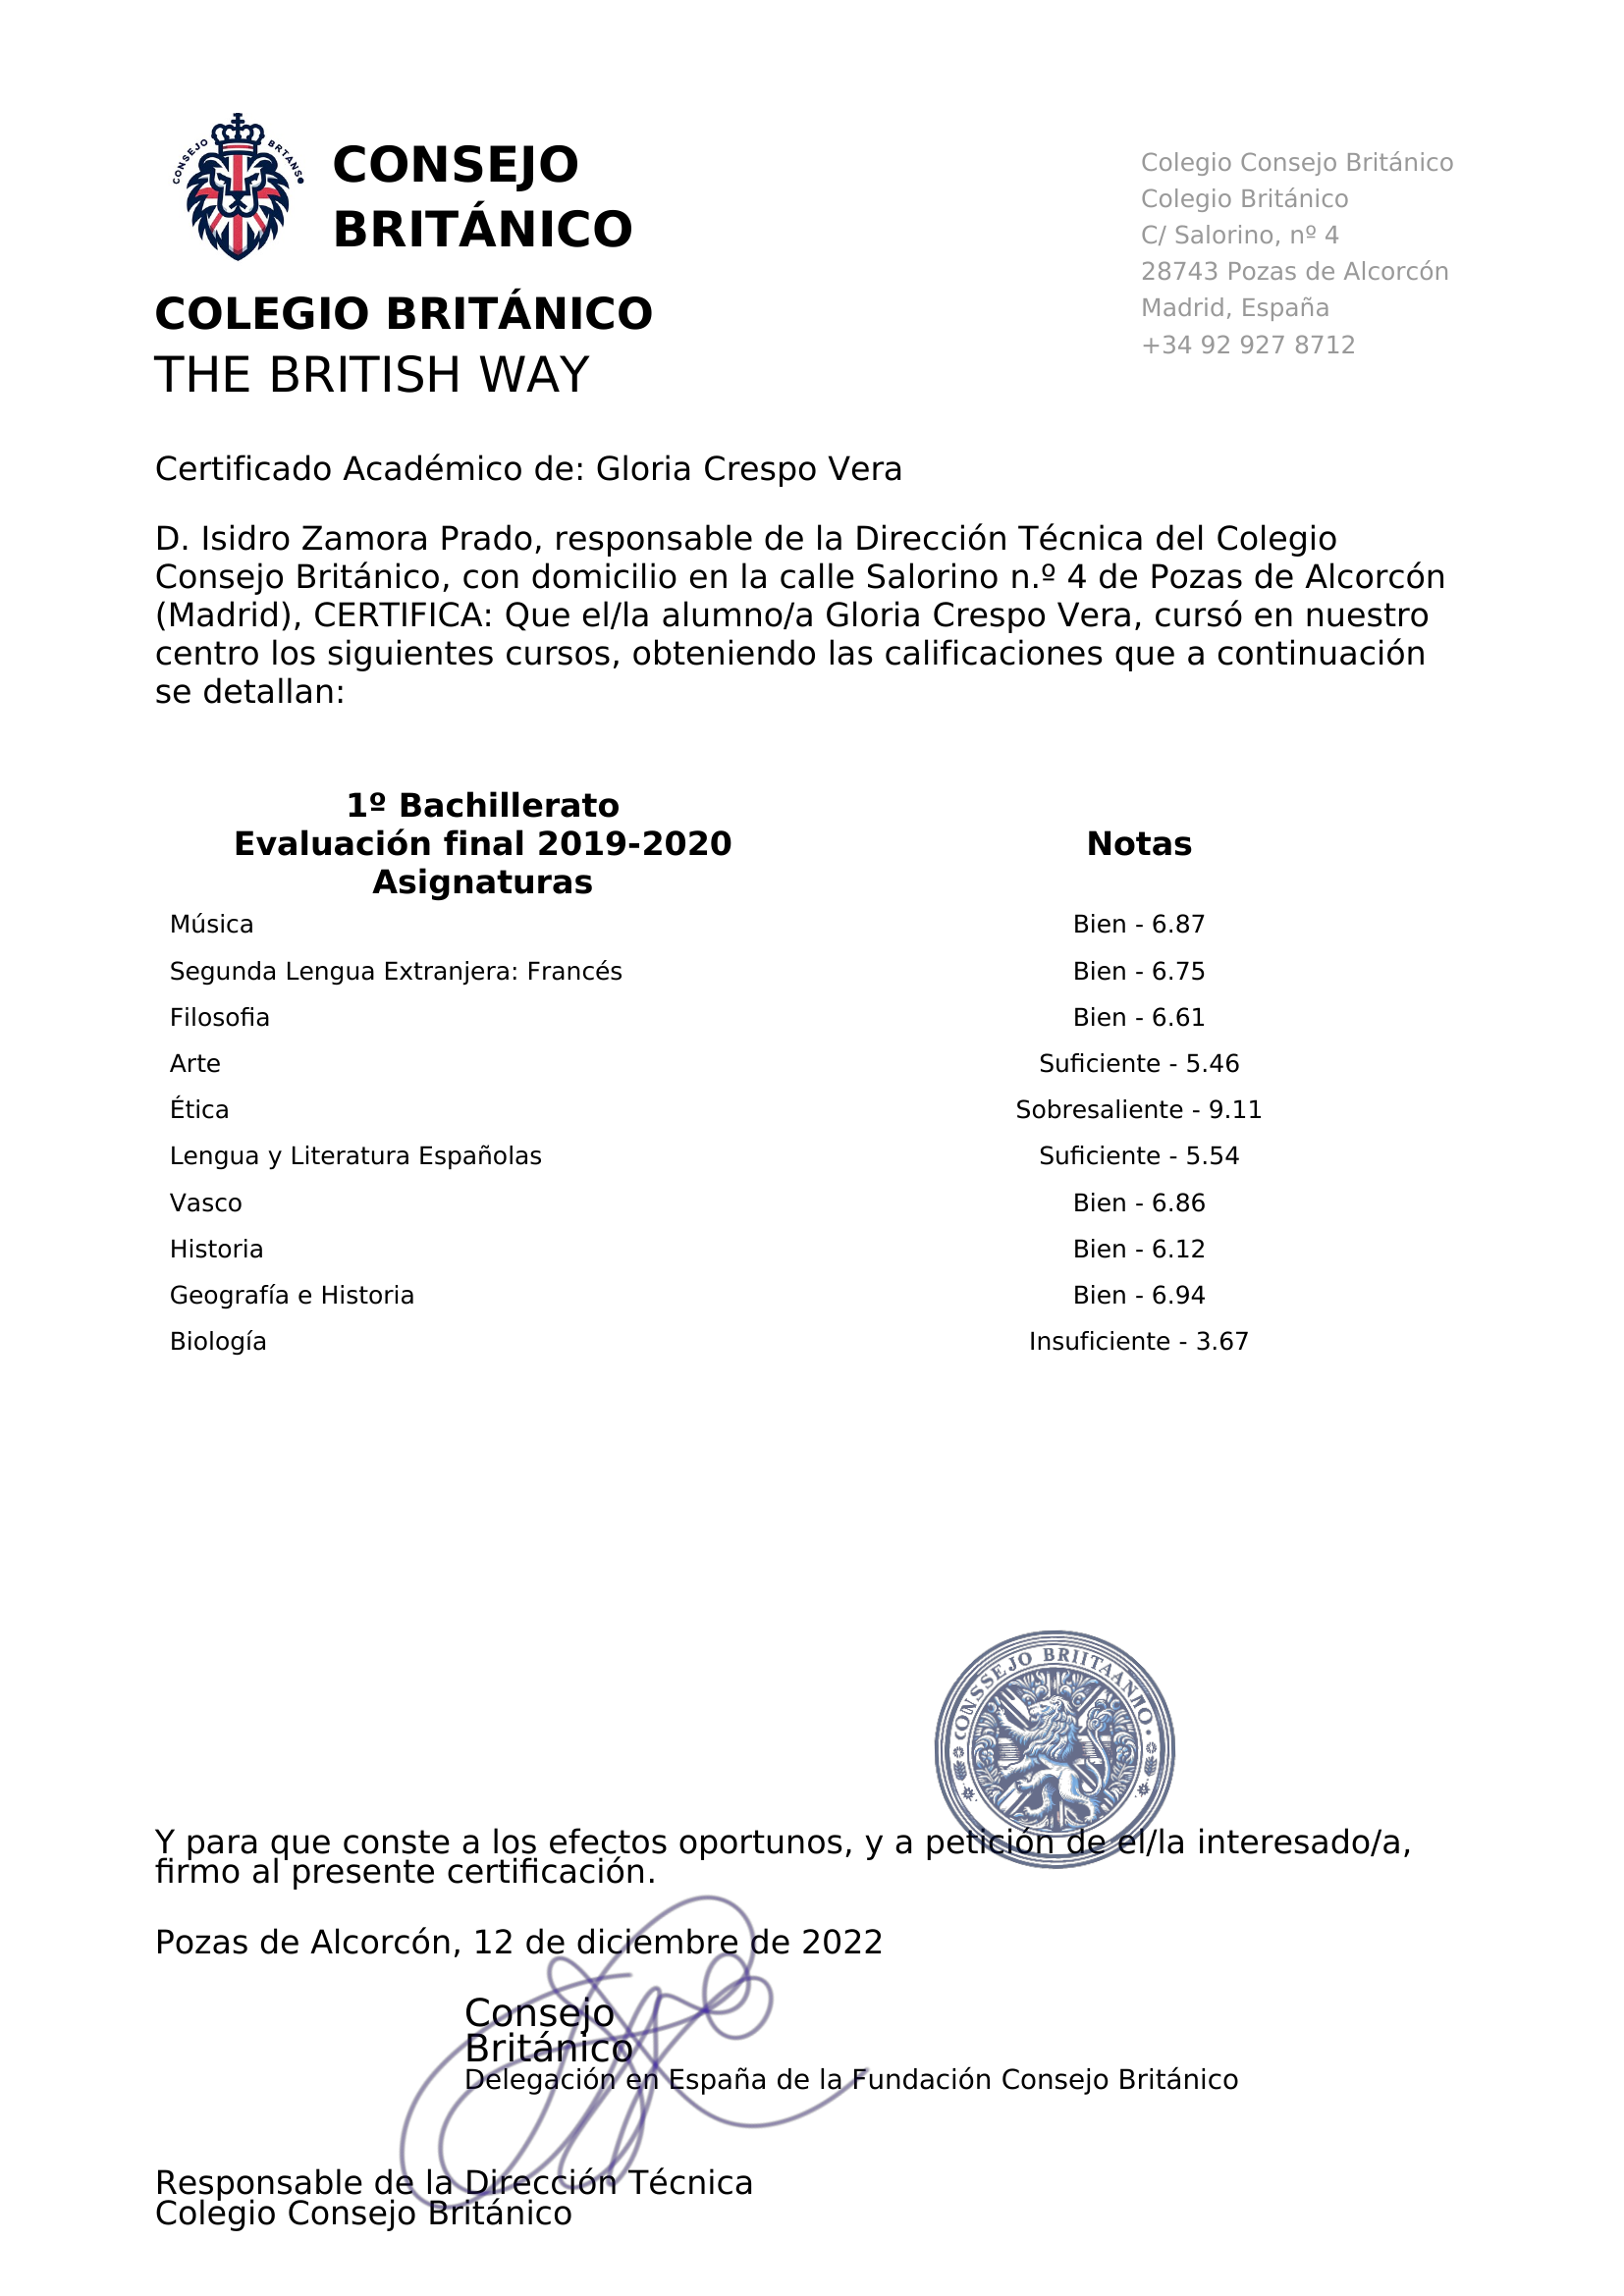 CONSEJO BRTANS
CONSEJO
BRITÁNICO
COLEGIO BRITÁNICO
THE BRITISH WAY
Colegio Consejo Británico
Colegio Británico
C/ Salorino, nº 4
28743 Pozas de Alcorcón
Madrid, España
+34 92 927 8712
Certificado Académico de: Gloria Crespo Vera
D. Isidro Zamora Prado, responsable de la Dirección Técnica del Colegio
Consejo Británico, con domicilio en la calle Salorino n.º 4 de Pozas de Alcorcón
(Madrid), CERTIFICA: Que el/la alumno/a Gloria Crespo Vera, cursó en nuestro
centro los siguientes cursos, obteniendo las calificaciones que a continuación
se detallan:
1º Bachillerato
Evaluación final 2019-2020
Asignaturas
Notas
Música Bien - 6.87
Segunda Lengua Extranjera: Francés Bien - 6.75
Filosofia Bien - 6.61
Arte Suficiente - 5.46
Ética Sobresaliente - 9.11
Lengua y Literatura Españolas Suficiente - 5.54
Vasco Bien - 6.86
Historia Bien - 6.12
Geografía e Historia Bien - 6.94
Biología Insuficiente - 3.67
CONSSEJO BRIITAANMO
Y para que conste a los efectos oportunos, y a petición de el/la interesado/a,
firmo al presente certificación.
Pozas de Alcorcón, 12 de diciembre de 2022
Consejo
Británico
Delegación en España de la Fundación Consejo Británico
Responsable de la Dirección Técnica
Colegio Consejo Británico